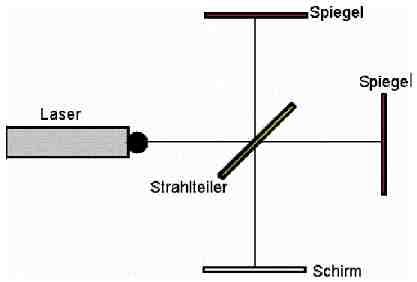 Spiegel
Spiegel
Laser
Strahlteiler
Schirm